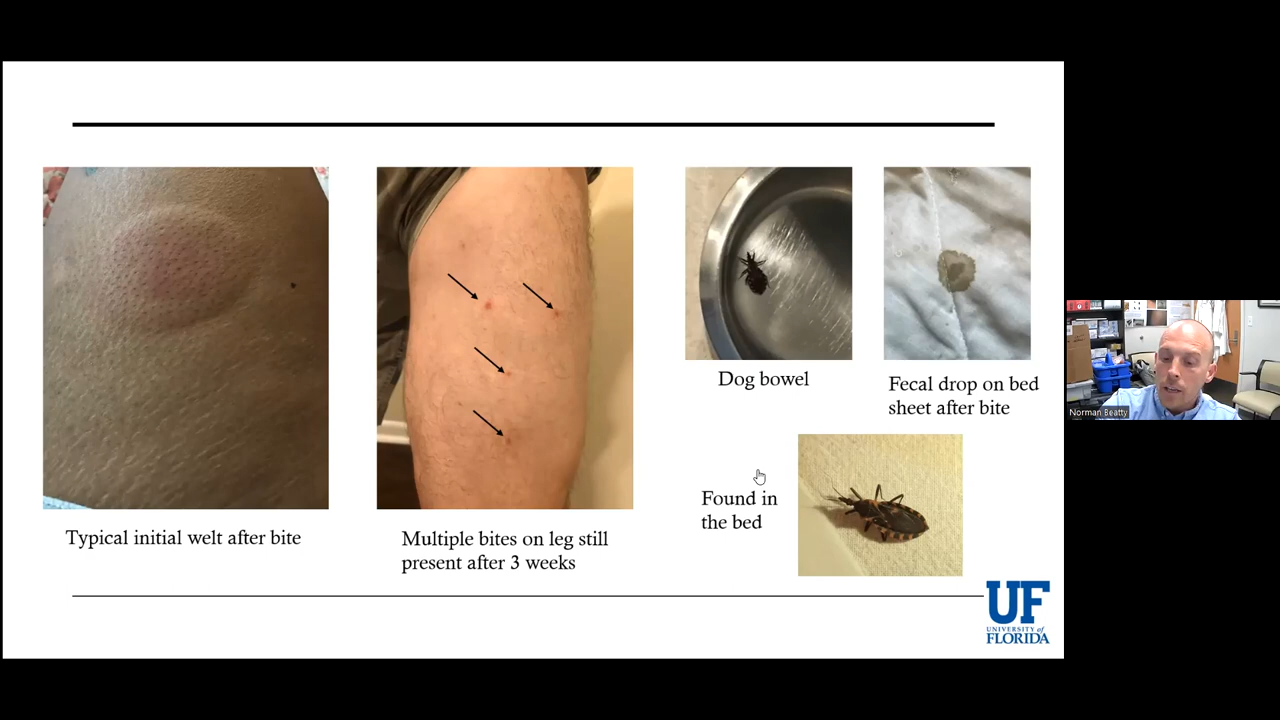 Typical initial welt after bite
Multiple bites on leg still
present after 3 weeks
Dog bowel
Fecal drop on bed
sheet after bite
Found in
the bed
UF
UNIVERSITY of
FLORIDA
Norman Beatty